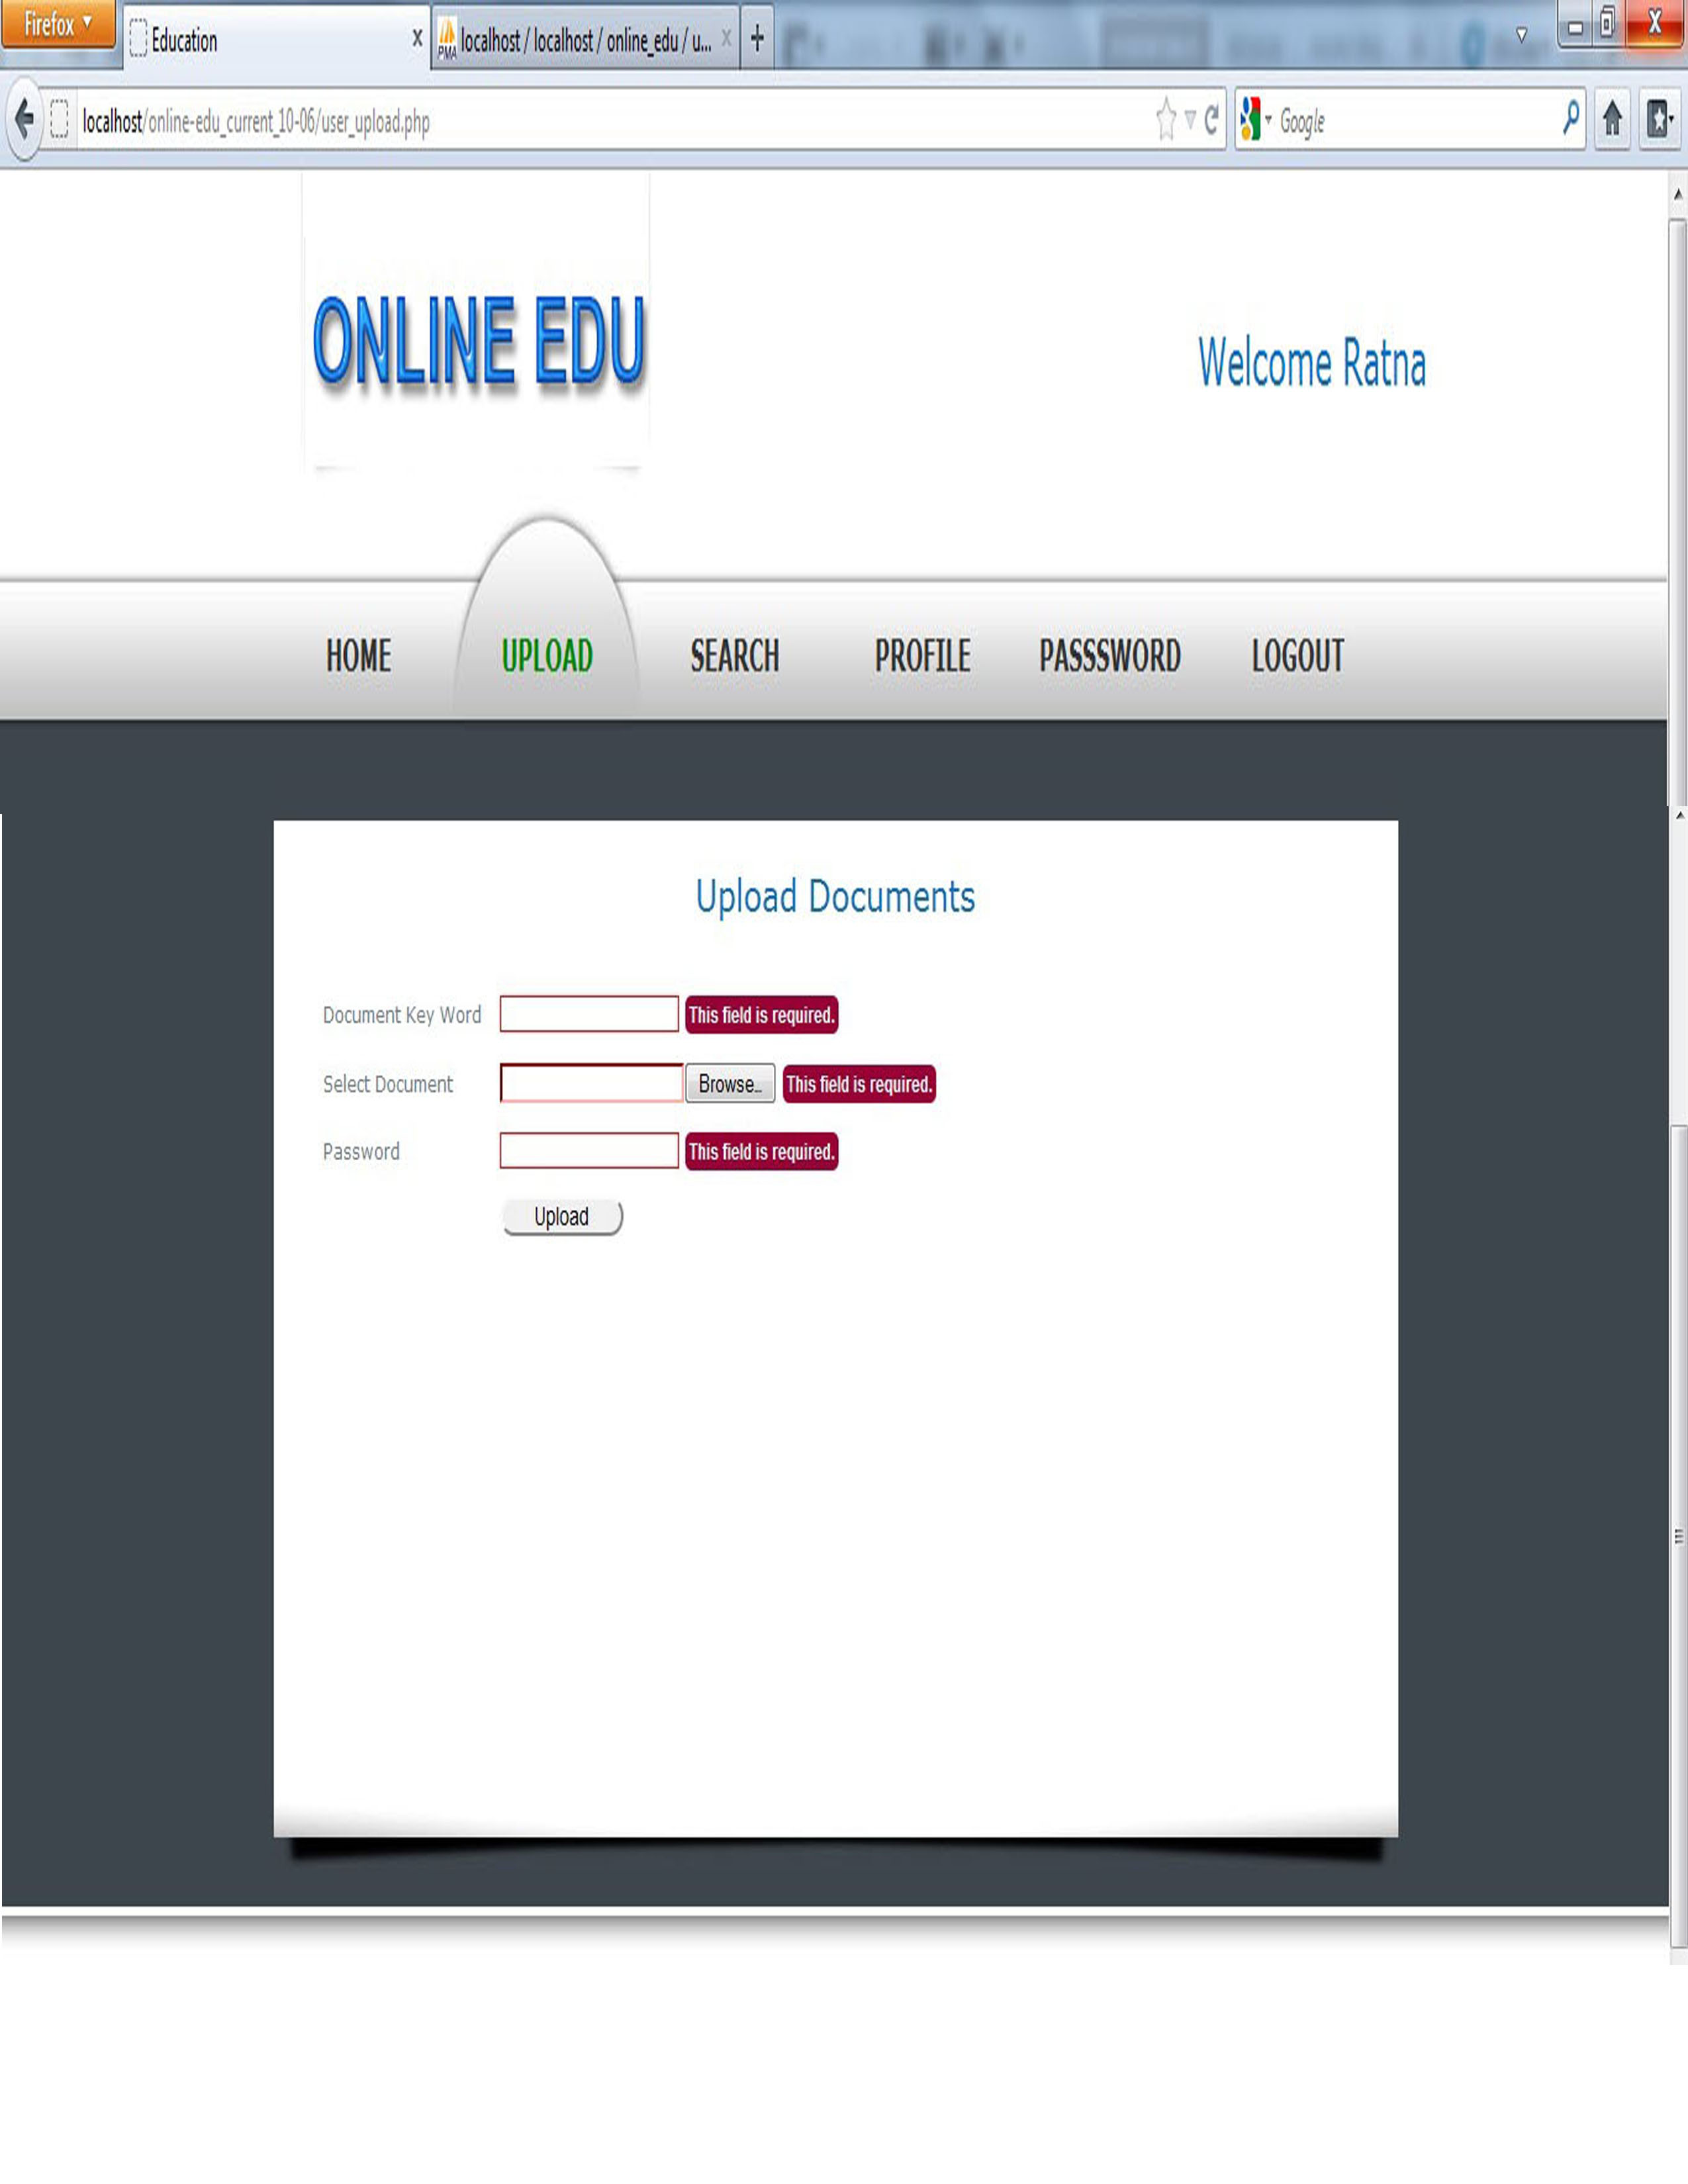 Firefox
Education x localhost / localhost / online_edu / u... x +
PMA
localhost/online-edu_current_10-06/user_upload.php Google
ONLINE EDU
Welcome Ratna
HOME UPLOAD SEARCH PROFILE PASSSWORD LOGOUT
Upload Documents
Document Key Word This field is required.
Select Document Browse... This field is required.
Password This field is required.
Upload